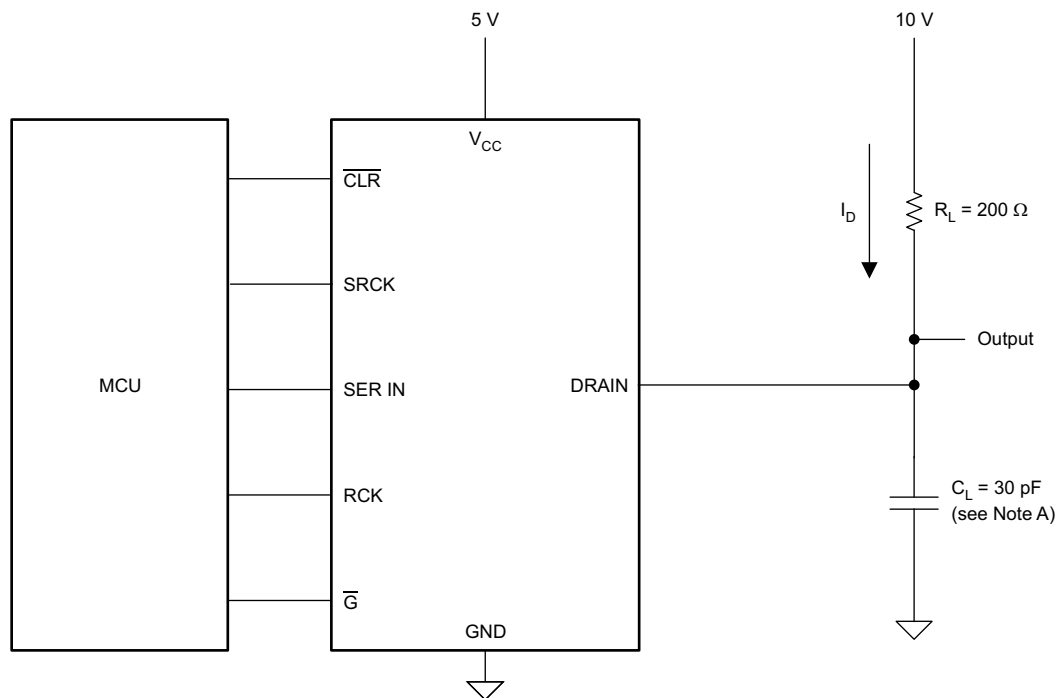 5 V
10 V
V_CC
CLR
SRCK
I_D
R_L = 200 Ω
Output
MCU
SER IN
DRAIN
RCK
C_L = 30 pF
(see Note A)
G
GND